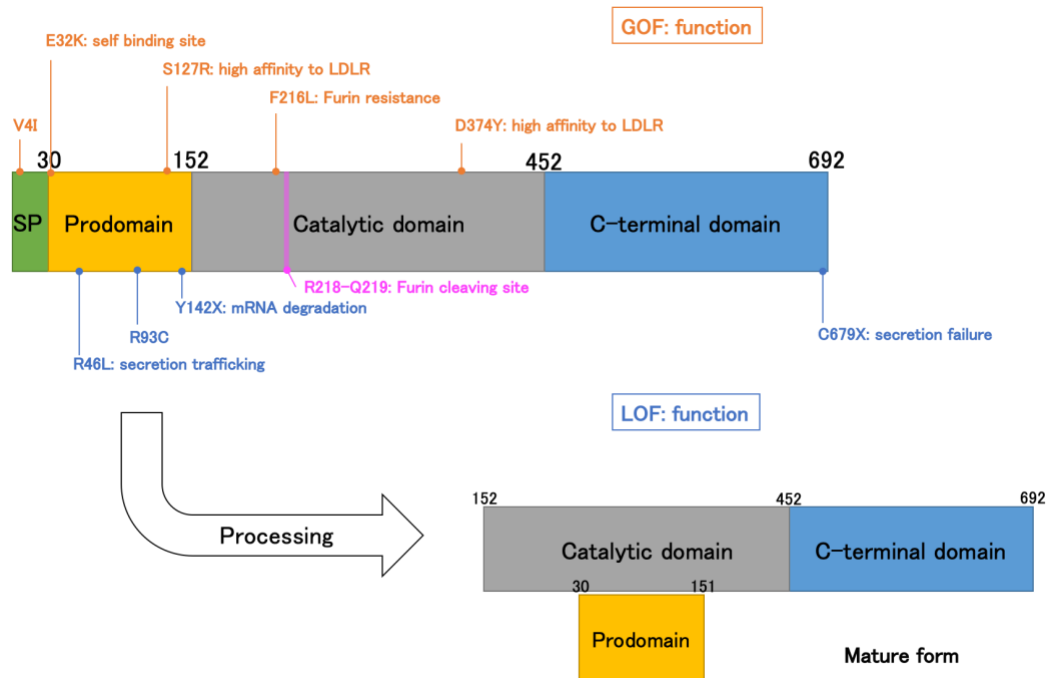 GOF: function
E32K: self binding site
S127R: high affinity to LDLR
F216L: Furin resistance
V4I
D374Y: high affinity to LDLR
30
152
452
692
SP
Prodomain
Catalytic domain
C-terminal domain
R218-Q219: Furin cleaving site
Y142X: mRNA degradation
R93C
C679X: secretion failure
R46L: secretion trafficking
LOF: function
152
452
692
Processing
Catalytic domain
C-terminal domain
30
151
Prodomain
Mature form